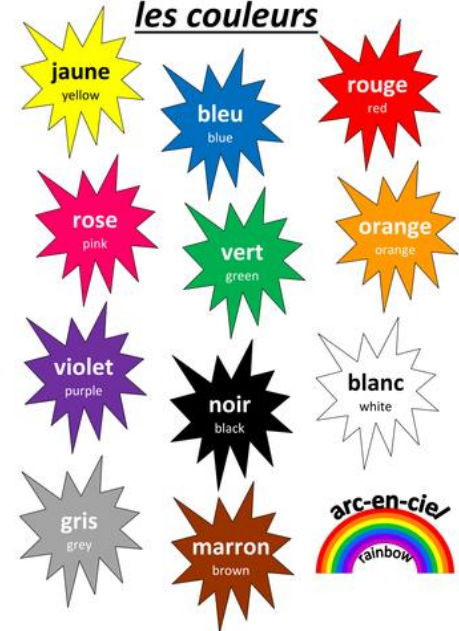 les couleurs
jaune
yellow
bleu
blue
rouge
red
rose
pink
vert
green
orange
orange
violet
purple
noir
black
blanc
white
gris
grey
marron
brown
arc-en-ciel
rainbow